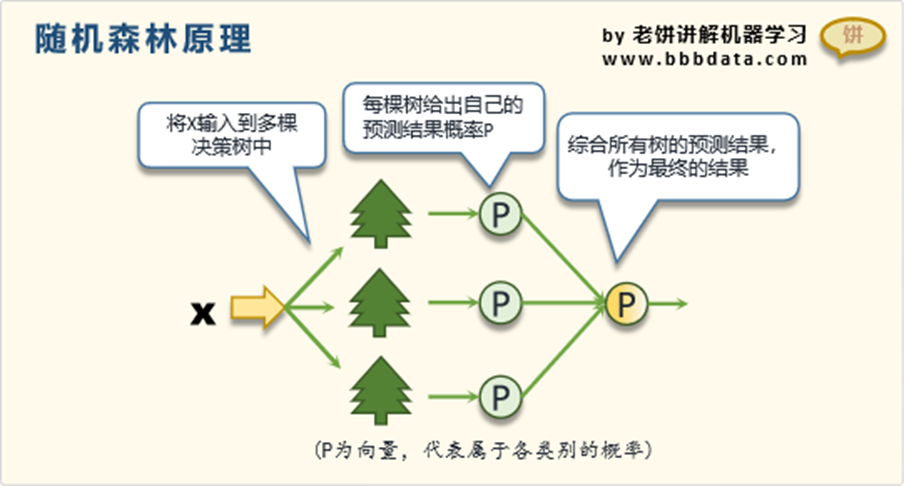 随机森林原理
by 老饼讲解机器学习
www.bbbdata.com
饼
将X输入到多棵
决策树中
每棵树给出自己的
预测结果概率P
综合所有树的预测结果，
作为最终的结果
P
P
P
P
x
(P为向量，代表属于各类别的概率)